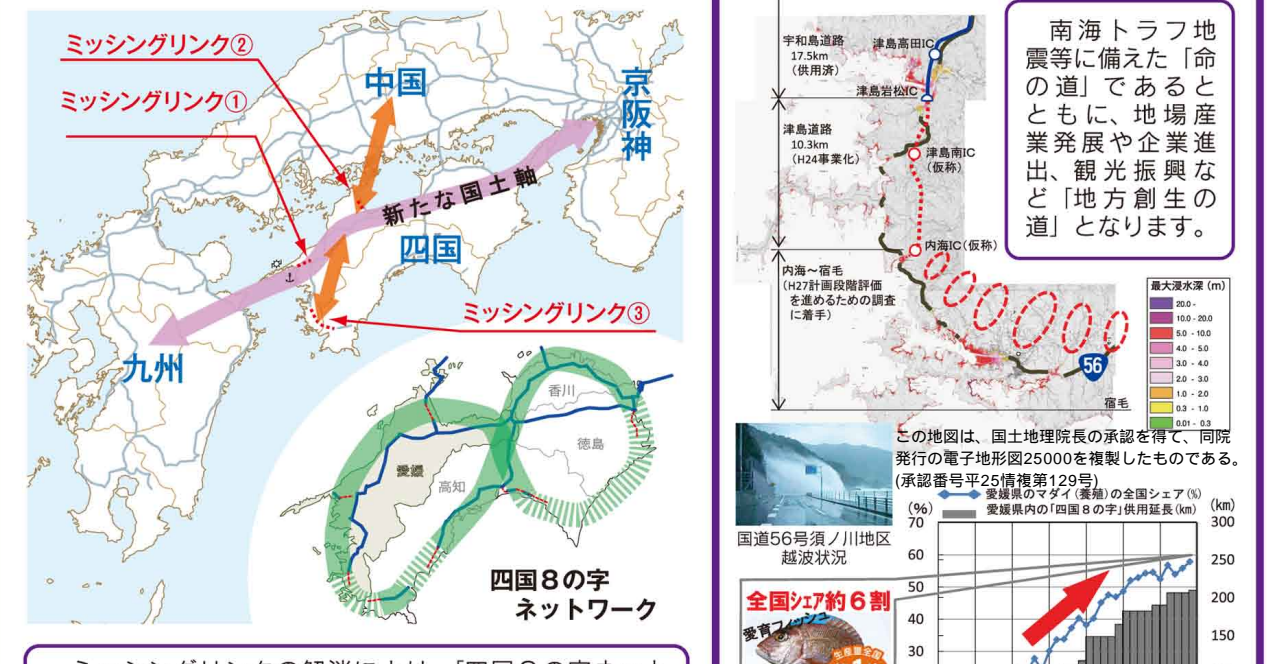 ミッシングリンク②
ミッシングリンク①
中国
京阪神
新たな国土軸
四国
ミッシングリンク③
九州
香川
徳島
愛媛
高知
四国８の字
ネットワーク
宇和島道路
17.5km
（供用済）
津島高田IC
津島岩松IC
津島道路
10.3km
（H24事業化）
津島南IC
（仮称）
内海IC（仮称）
内海～宿毛
（H27計画段階評価
を進めるための調査
に着手）
56
宿毛
南海トラフ地
震等に備えた「命
の道」であると
ともに、地場産
業発展や企業進
出、観光振興な
ど「地方創生の
道」となります。
最大浸水深（m）
20.0 -
10.0 - 20.0
5.0 - 10.0
4.0 - 5.0
3.0 - 4.0
2.0 - 3.0
1.0 - 2.0
0.3 - 1.0
0.01 - 0.3
この地図は、国土地理院長の承認を得て、同院
発行の電子地形図25000を複製したものである。
(承認番号平25情複第129号)
国道56号須ノ川地区
越波状況
愛媛県のマダイ（養殖）の全国シェア（%）
愛媛県内の「四国８の字」供用延長（km）
（%）
（km）
70
60
50
40
30
300
250
200
150
全国シェア約６割
愛育フィッシュ
生産量全国